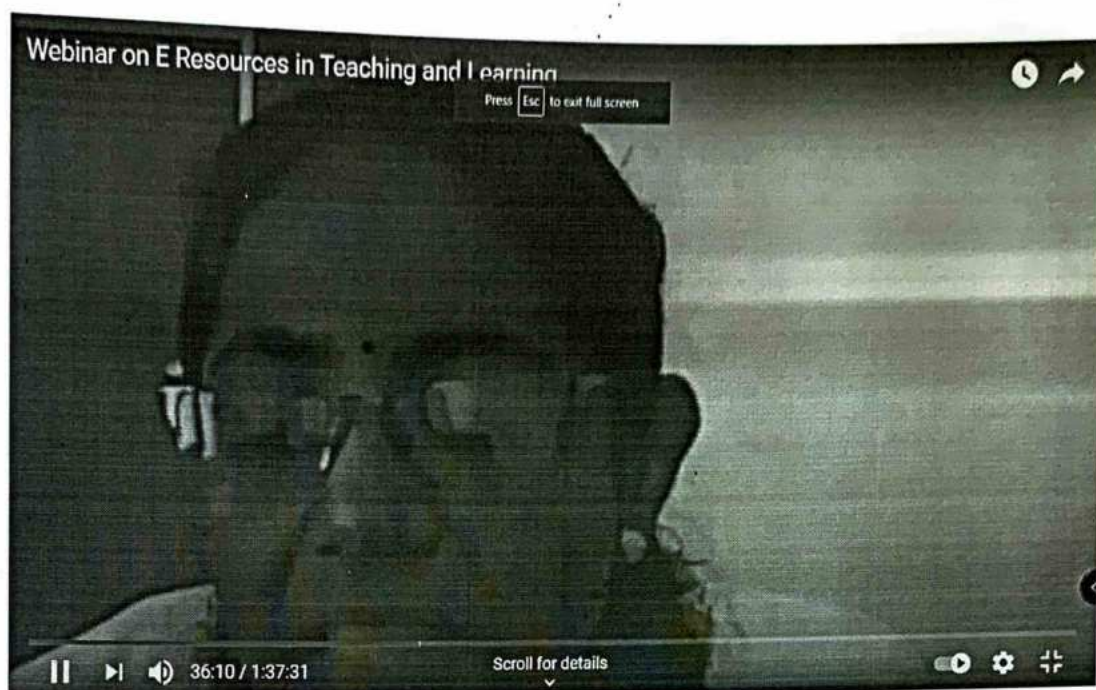 Webinar on E Resources in Teaching and Learning
Press Esc to exit full screen
36:10 / 1:37:31
Scroll for details